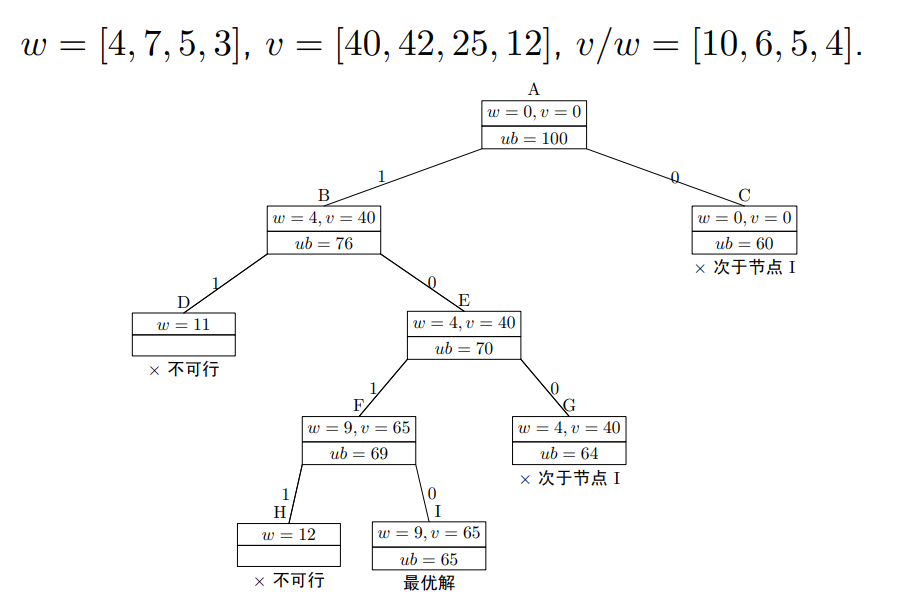 w = [4, 7, 5, 3], v = [40, 42, 25, 12], v/w = [10, 6, 5, 4].
A
w = 0, v = 0
ub = 100
1
0
B
w = 4, v = 40
ub = 76
C
w = 0, v = 0
ub = 60
× 次于节点 I
1
0
D
w = 11
× 不可行
E
w = 4, v = 40
ub = 70
1
0
F
w = 9, v = 65
ub = 69
G
w = 4, v = 40
ub = 64
× 次于节点 I
1
0
H
w = 12
× 不可行
I
w = 9, v = 65
ub = 65
最优解